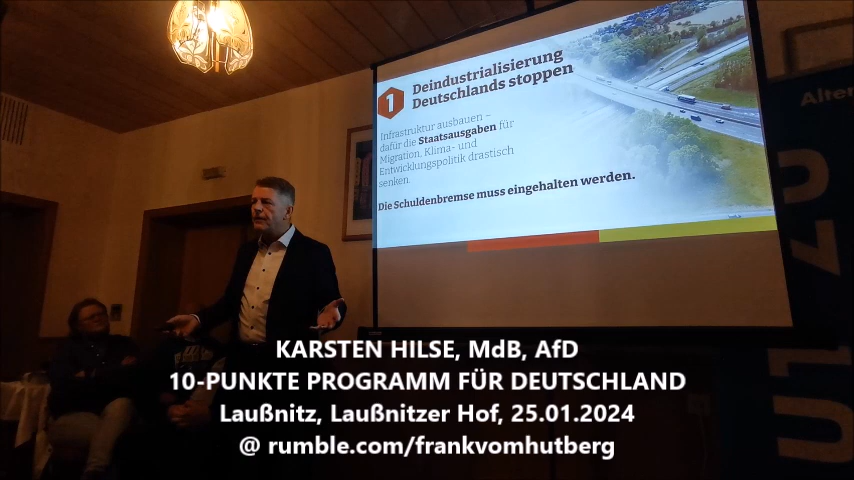 1
Deindustrialisierung
Deutschlands stoppen
Infrastruktur ausbauen –
dafür die Staatsausgaben für
Migration, Klima- und
Entwicklungspolitik drastisch
senken.
Die Schuldenbremse muss eingehalten werden.
Alter
KARSTEN HILSE, MdB, AfD
10-PUNKTE PROGRAMM FÜR DEUTSCHLAND
Laußnitz, Laußnitzer Hof, 25.01.2024
@ rumble.com/frankvomhutberg